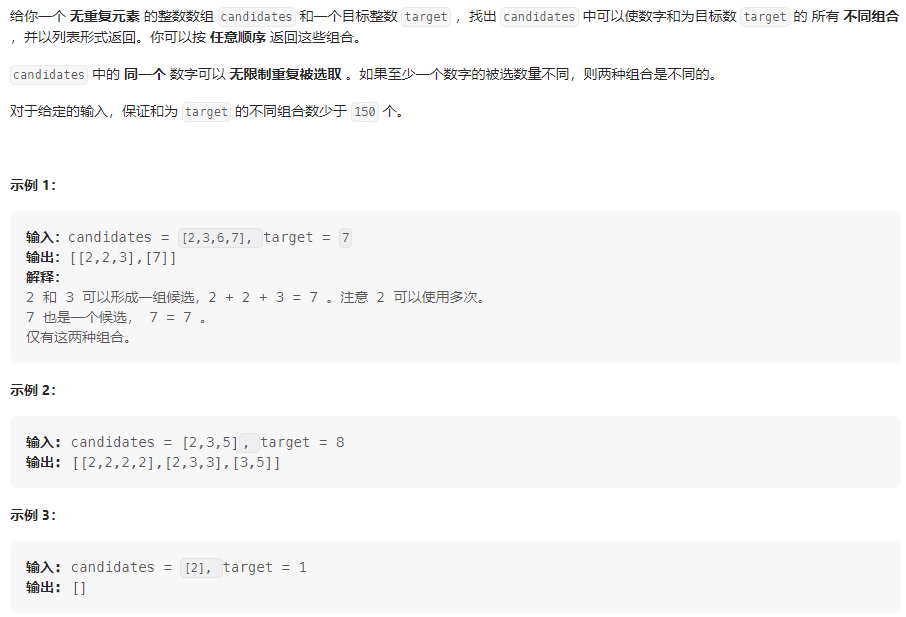 给你一个 无重复元素 的整数数组 candidates 和一个目标整数 target ，找出 candidates 中可以使数字和为目标数 target 的 所有 不同组合
，并以列表形式返回。你可以按 任意顺序 返回这些组合。
candidates 中的 同一个 数字可以 无限制重复被选取 。如果至少一个数字的被选数量不同，则两种组合是不同的。
对于给定的输入，保证和为 target 的不同组合数少于 150 个。
示例 1：
输入：candidates = [2,3,6,7], target = 7
输出：[[2,2,3],[7]]
解释：
2 和 3 可以形成一组候选，2 + 2 + 3 = 7 。注意 2 可以使用多次。
7 也是一个候选， 7 = 7 。
仅有这两种组合。
示例 2：
输入：candidates = [2,3,5], target = 8
输出：[[2,2,2,2],[2,3,3],[3,5]]
示例 3：
输入：candidates = [2], target = 1
输出：[]